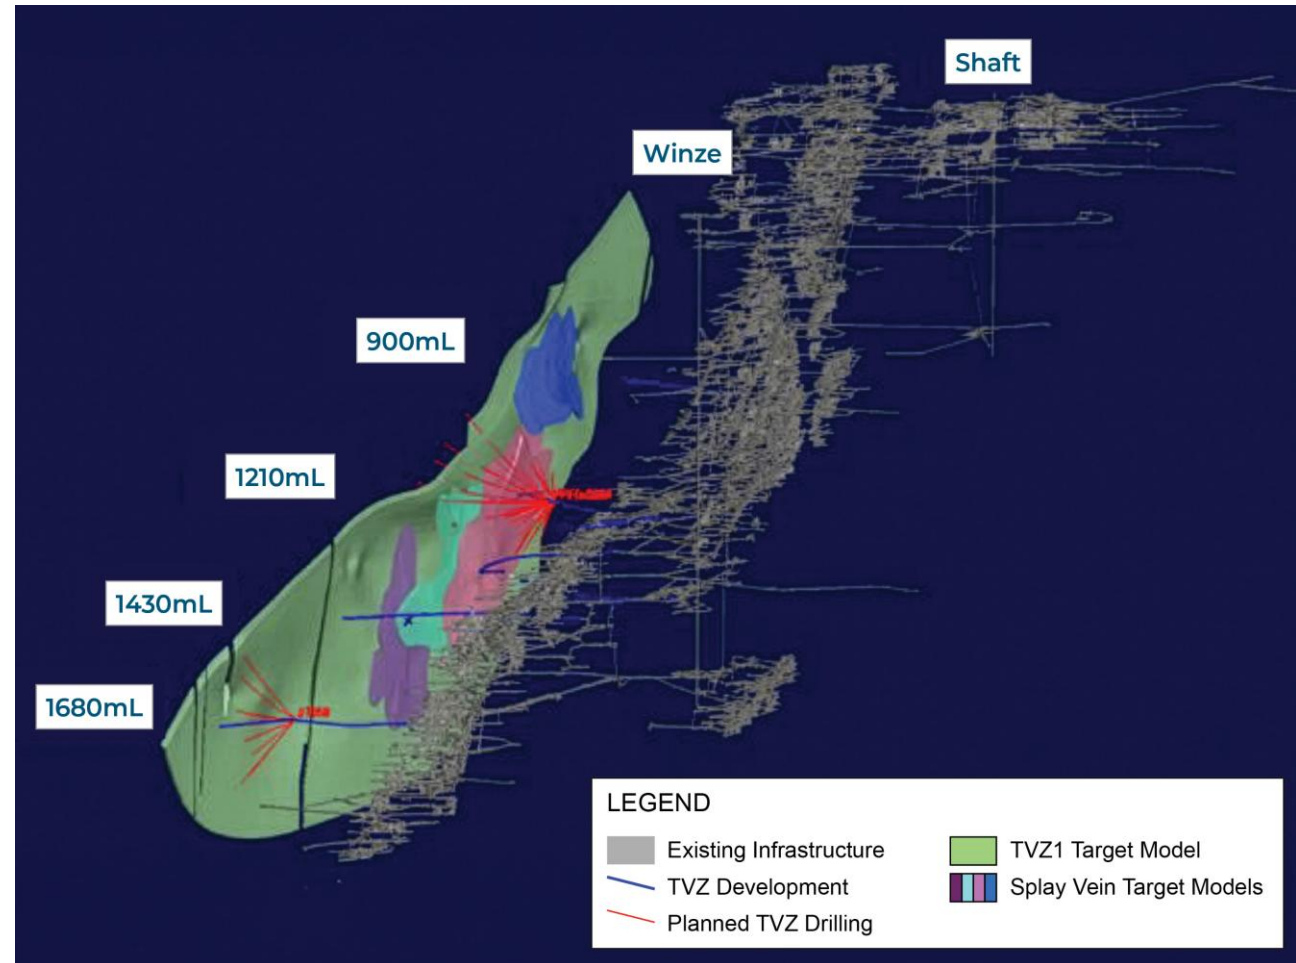 Shaft
Winze
900mL
1210mL
1430mL
1680mL
LEGEND
Existing Infrastructure
TVZ Development
Planned TVZ Drilling
TVZ1 Target Model
Splay Vein Target Models